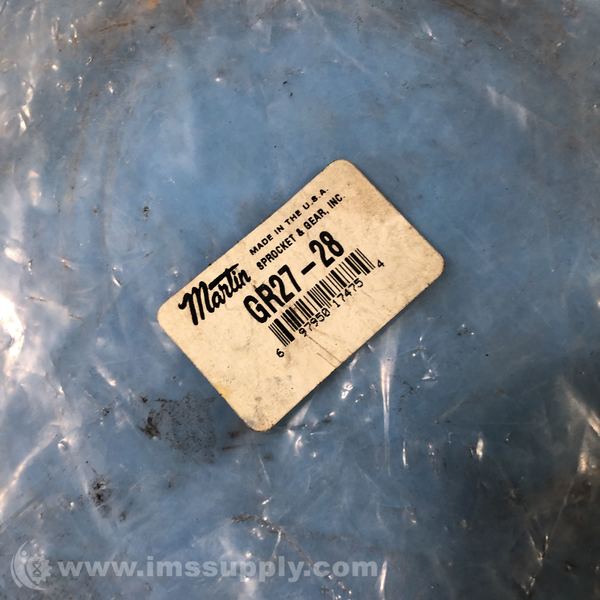 MADE IN THE U.S.A.
Martin SPROCKET & GEAR, INC.
GR27-28
6 97950 17475 4
www.imssupply.com